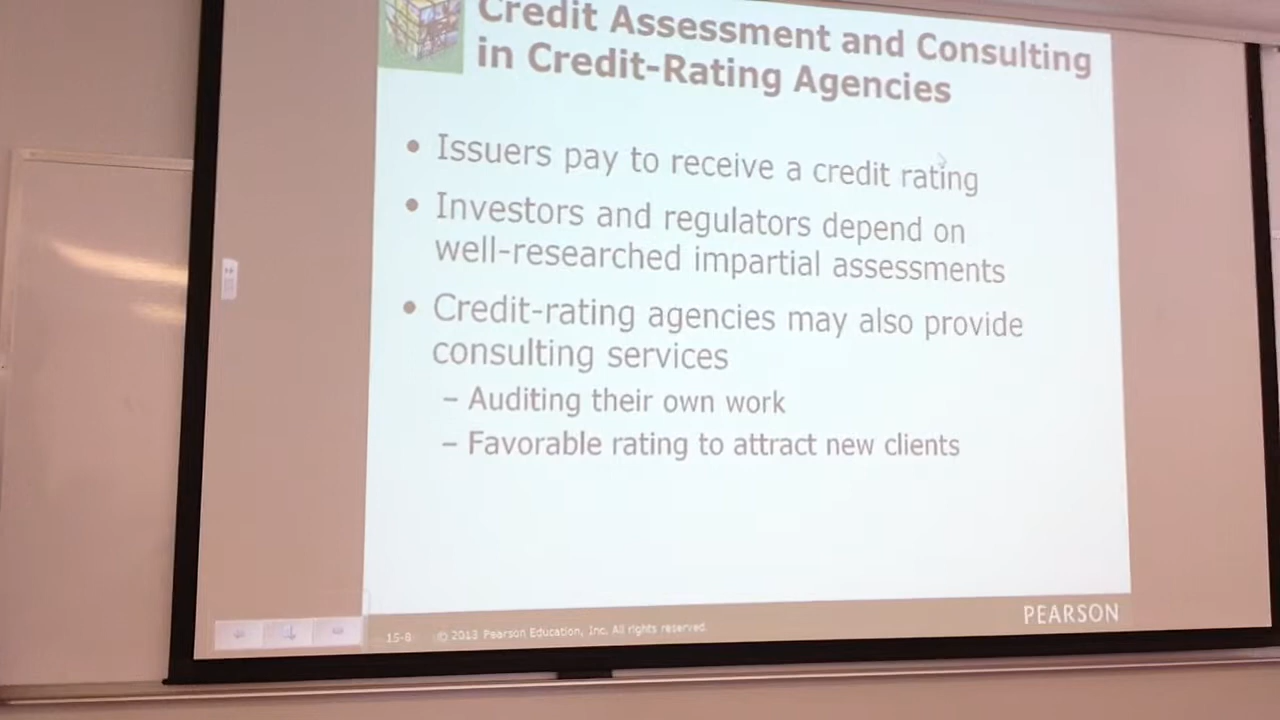 Credit Assessment and Consulting
in Credit-Rating Agencies
• Issuers pay to receive a credit rating
• Investors and regulators depend on
well-researched impartial assessments
• Credit-rating agencies may also provide
consulting services
– Auditing their own work
– Favorable rating to attract new clients
15-8 © 2013 Pearson Education, Inc. All rights reserved.
PEARSON